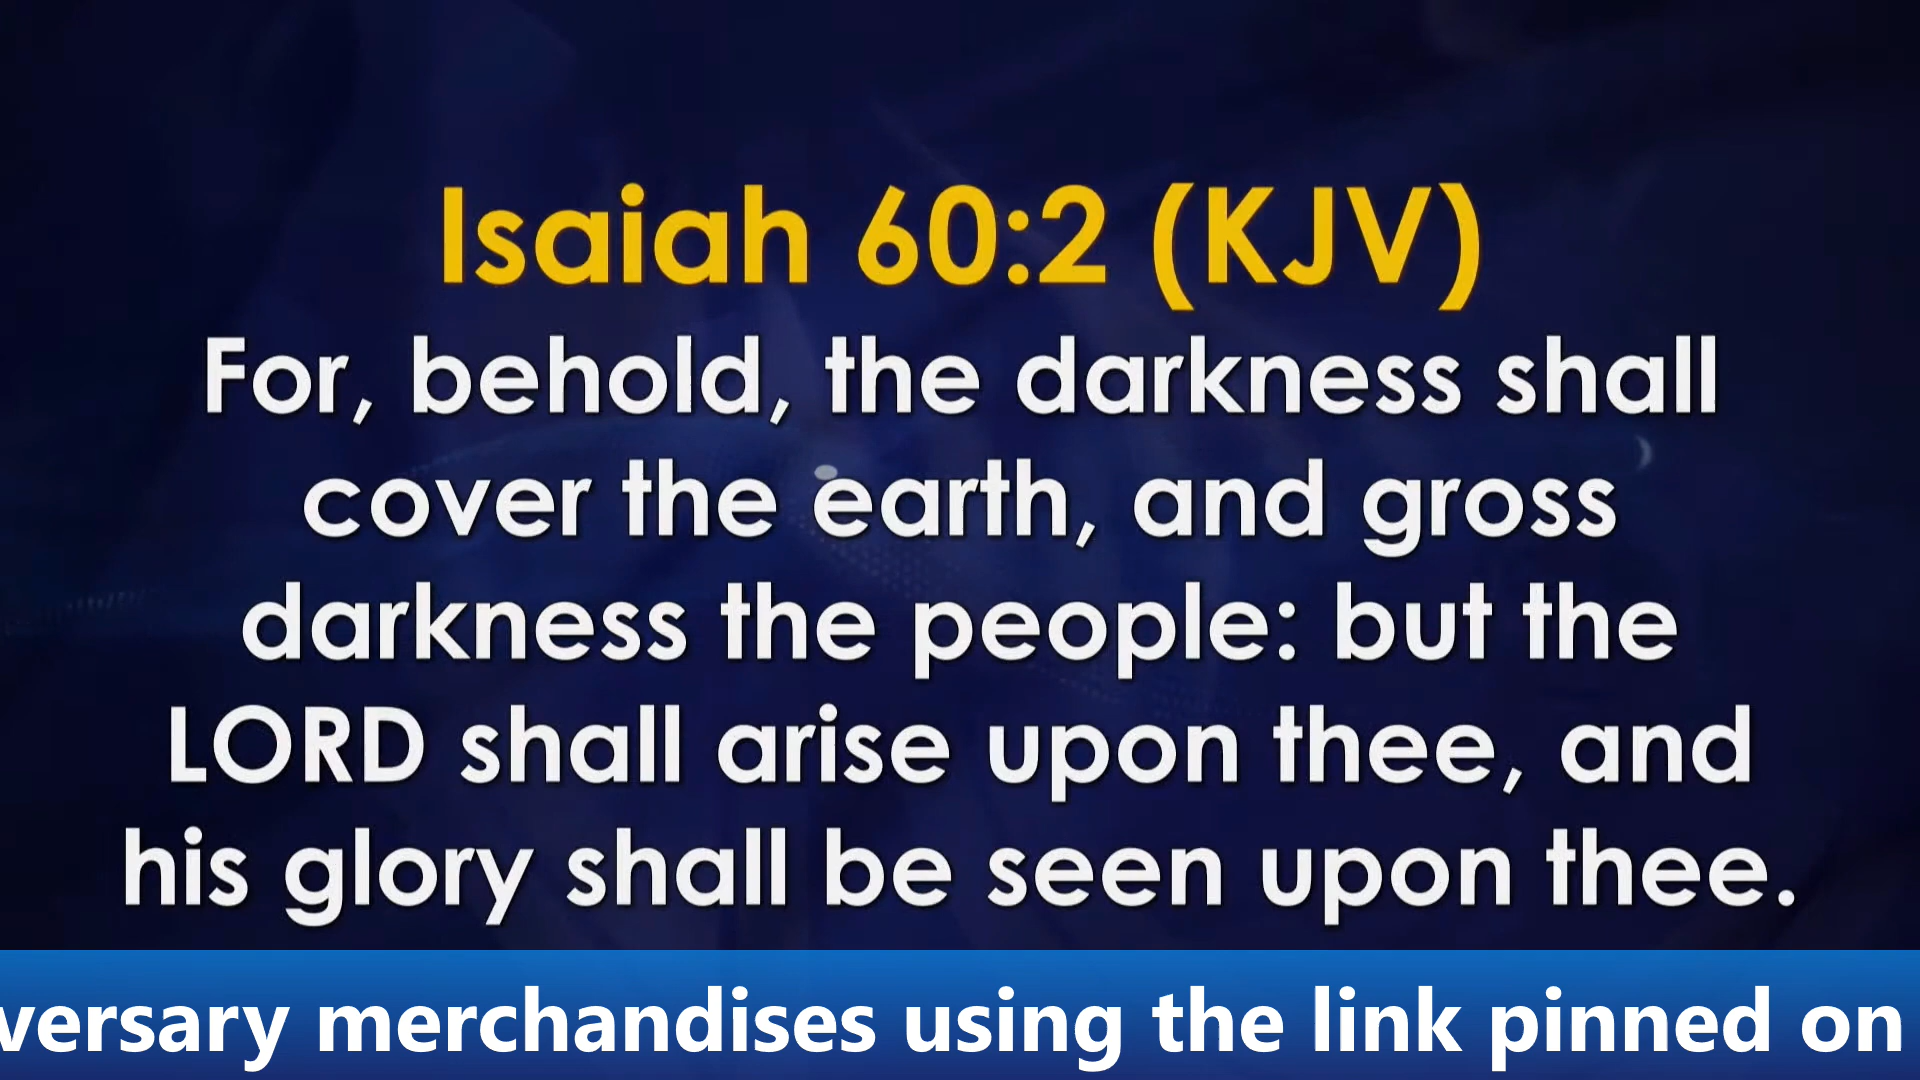 Isaiah 60:2 (KJV)
For, behold, the darkness shall
cover the earth, and gross
darkness the people: but the
LORD shall arise upon thee, and
his glory shall be seen upon thee.
versary merchandises using the link pinned on